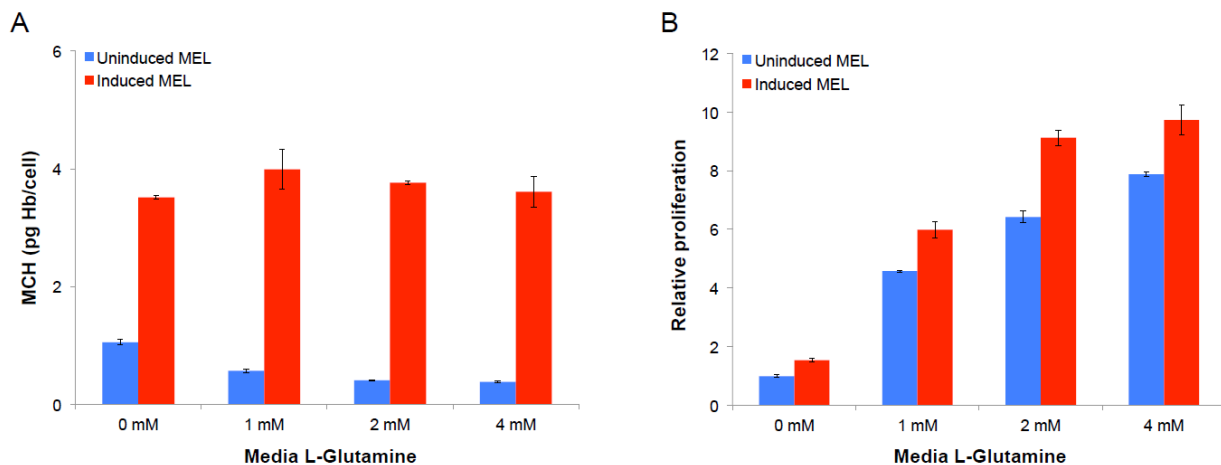 A
Uninduced MEL
Induced MEL
MCH (pg Hb/cell)
6
4
2
0
0 mM 1 mM 2 mM 4 mM
Media L-Glutamine
B
Uninduced MEL
Induced MEL
Relative proliferation
12
10
8
6
4
2
0
0 mM 1 mM 2 mM 4 mM
Media L-Glutamine